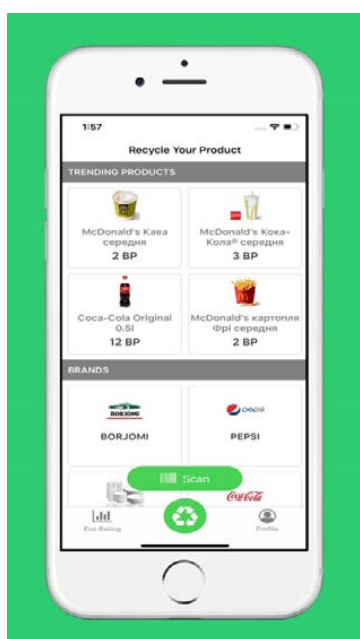 1:57
Recycle Your Product
TRENDING PRODUCTS
McDonald's Кава
середня
2 BP
McDonald's Кока-
Кола® середня
3 BP
Coca-Cola Original
0.5l
12 BP
McDonald's картопля
Фрі середня
2 BP
BRANDS
BORJOMI
BORJOMI
pepsi
PEPSI
Scan
Coca-Cola
Eco Rating
Profile